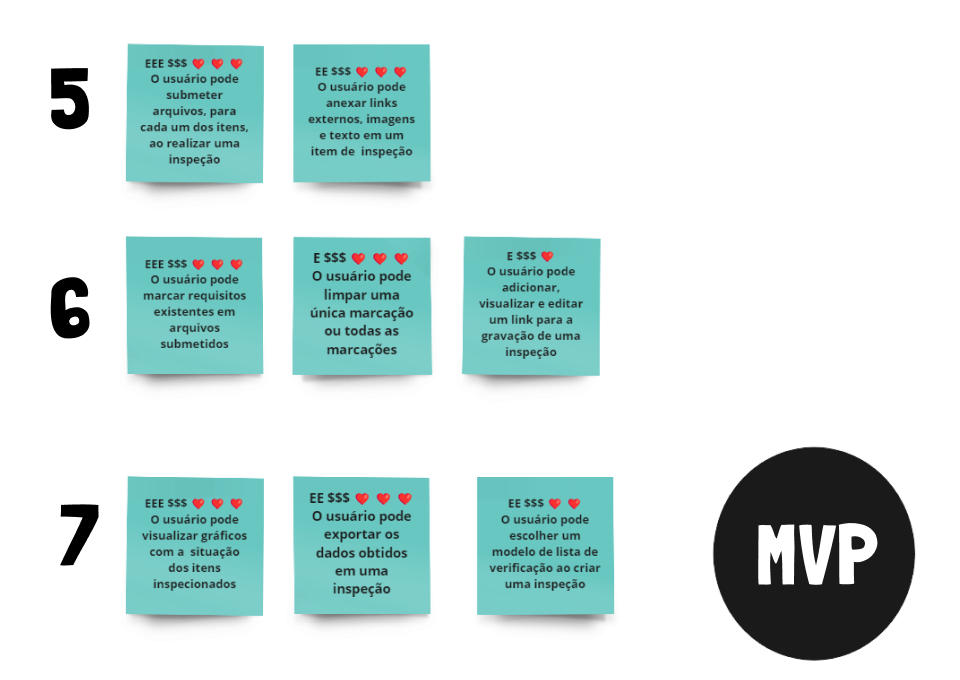 5
EEE $$$ ❤️ ❤️ ❤️
O usuário pode
submeter
arquivos, para
cada um dos itens,
ao realizar uma
inspeção
EE $$$ ❤️ ❤️ ❤️
O usuário pode
anexar links
externos, imagens
e texto em um
item de inspeção
6
EEE $$$ ❤️ ❤️ ❤️
O usuário pode
marcar requisitos
existentes em
arquivos
submetidos
E $$$ ❤️ ❤️ ❤️
O usuário pode
limpar uma
única marcação
ou todas as
marcações
E $$$ ❤️
O usuário pode
adicionar,
visualizar e editar
um link para a
gravação de uma
inspeção
7
EEE $$$ ❤️ ❤️ ❤️
O usuário pode
visualizar gráficos
com a situação
dos itens
inspecionados
EE $$$ ❤️ ❤️ ❤️
O usuário pode
exportar os
dados obtidos
em uma
inspeção
EE $$$ ❤️ ❤️
O usuário pode
escolher um
modelo de lista de
verificação ao criar
uma inspeção
MVP